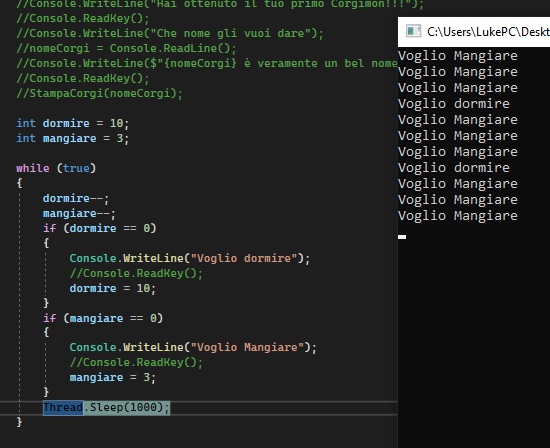 //Console.WriteLine("Hai ottenuto il tuo primo Corgimon!!!");
//Console.ReadKey();
//Console.WriteLine("Che nome gli vuoi dare");
//nomeCorgi = Console.ReadLine();
//Console.WriteLine($"{nomeCorgi} è veramente un bel nome
//Console.ReadKey();
//StampaCorgi(nomeCorgi);
int dormire = 10;
int mangiare = 3;
while (true)
{
dormire--;
mangiare--;
if (dormire == 0)
{
Console.WriteLine("Voglio dormire");
//Console.ReadKey();
dormire = 10;
}
if (mangiare == 0)
{
Console.WriteLine("Voglio Mangiare");
//Console.ReadKey();
mangiare = 3;
}
Thread.Sleep(1000);
}
C:\Users\LukePC\Deskt
Voglio Mangiare
Voglio Mangiare
Voglio Mangiare
Voglio dormire
Voglio Mangiare
Voglio Mangiare
Voglio Mangiare
Voglio dormire
Voglio Mangiare
Voglio Mangiare
Voglio Mangiare